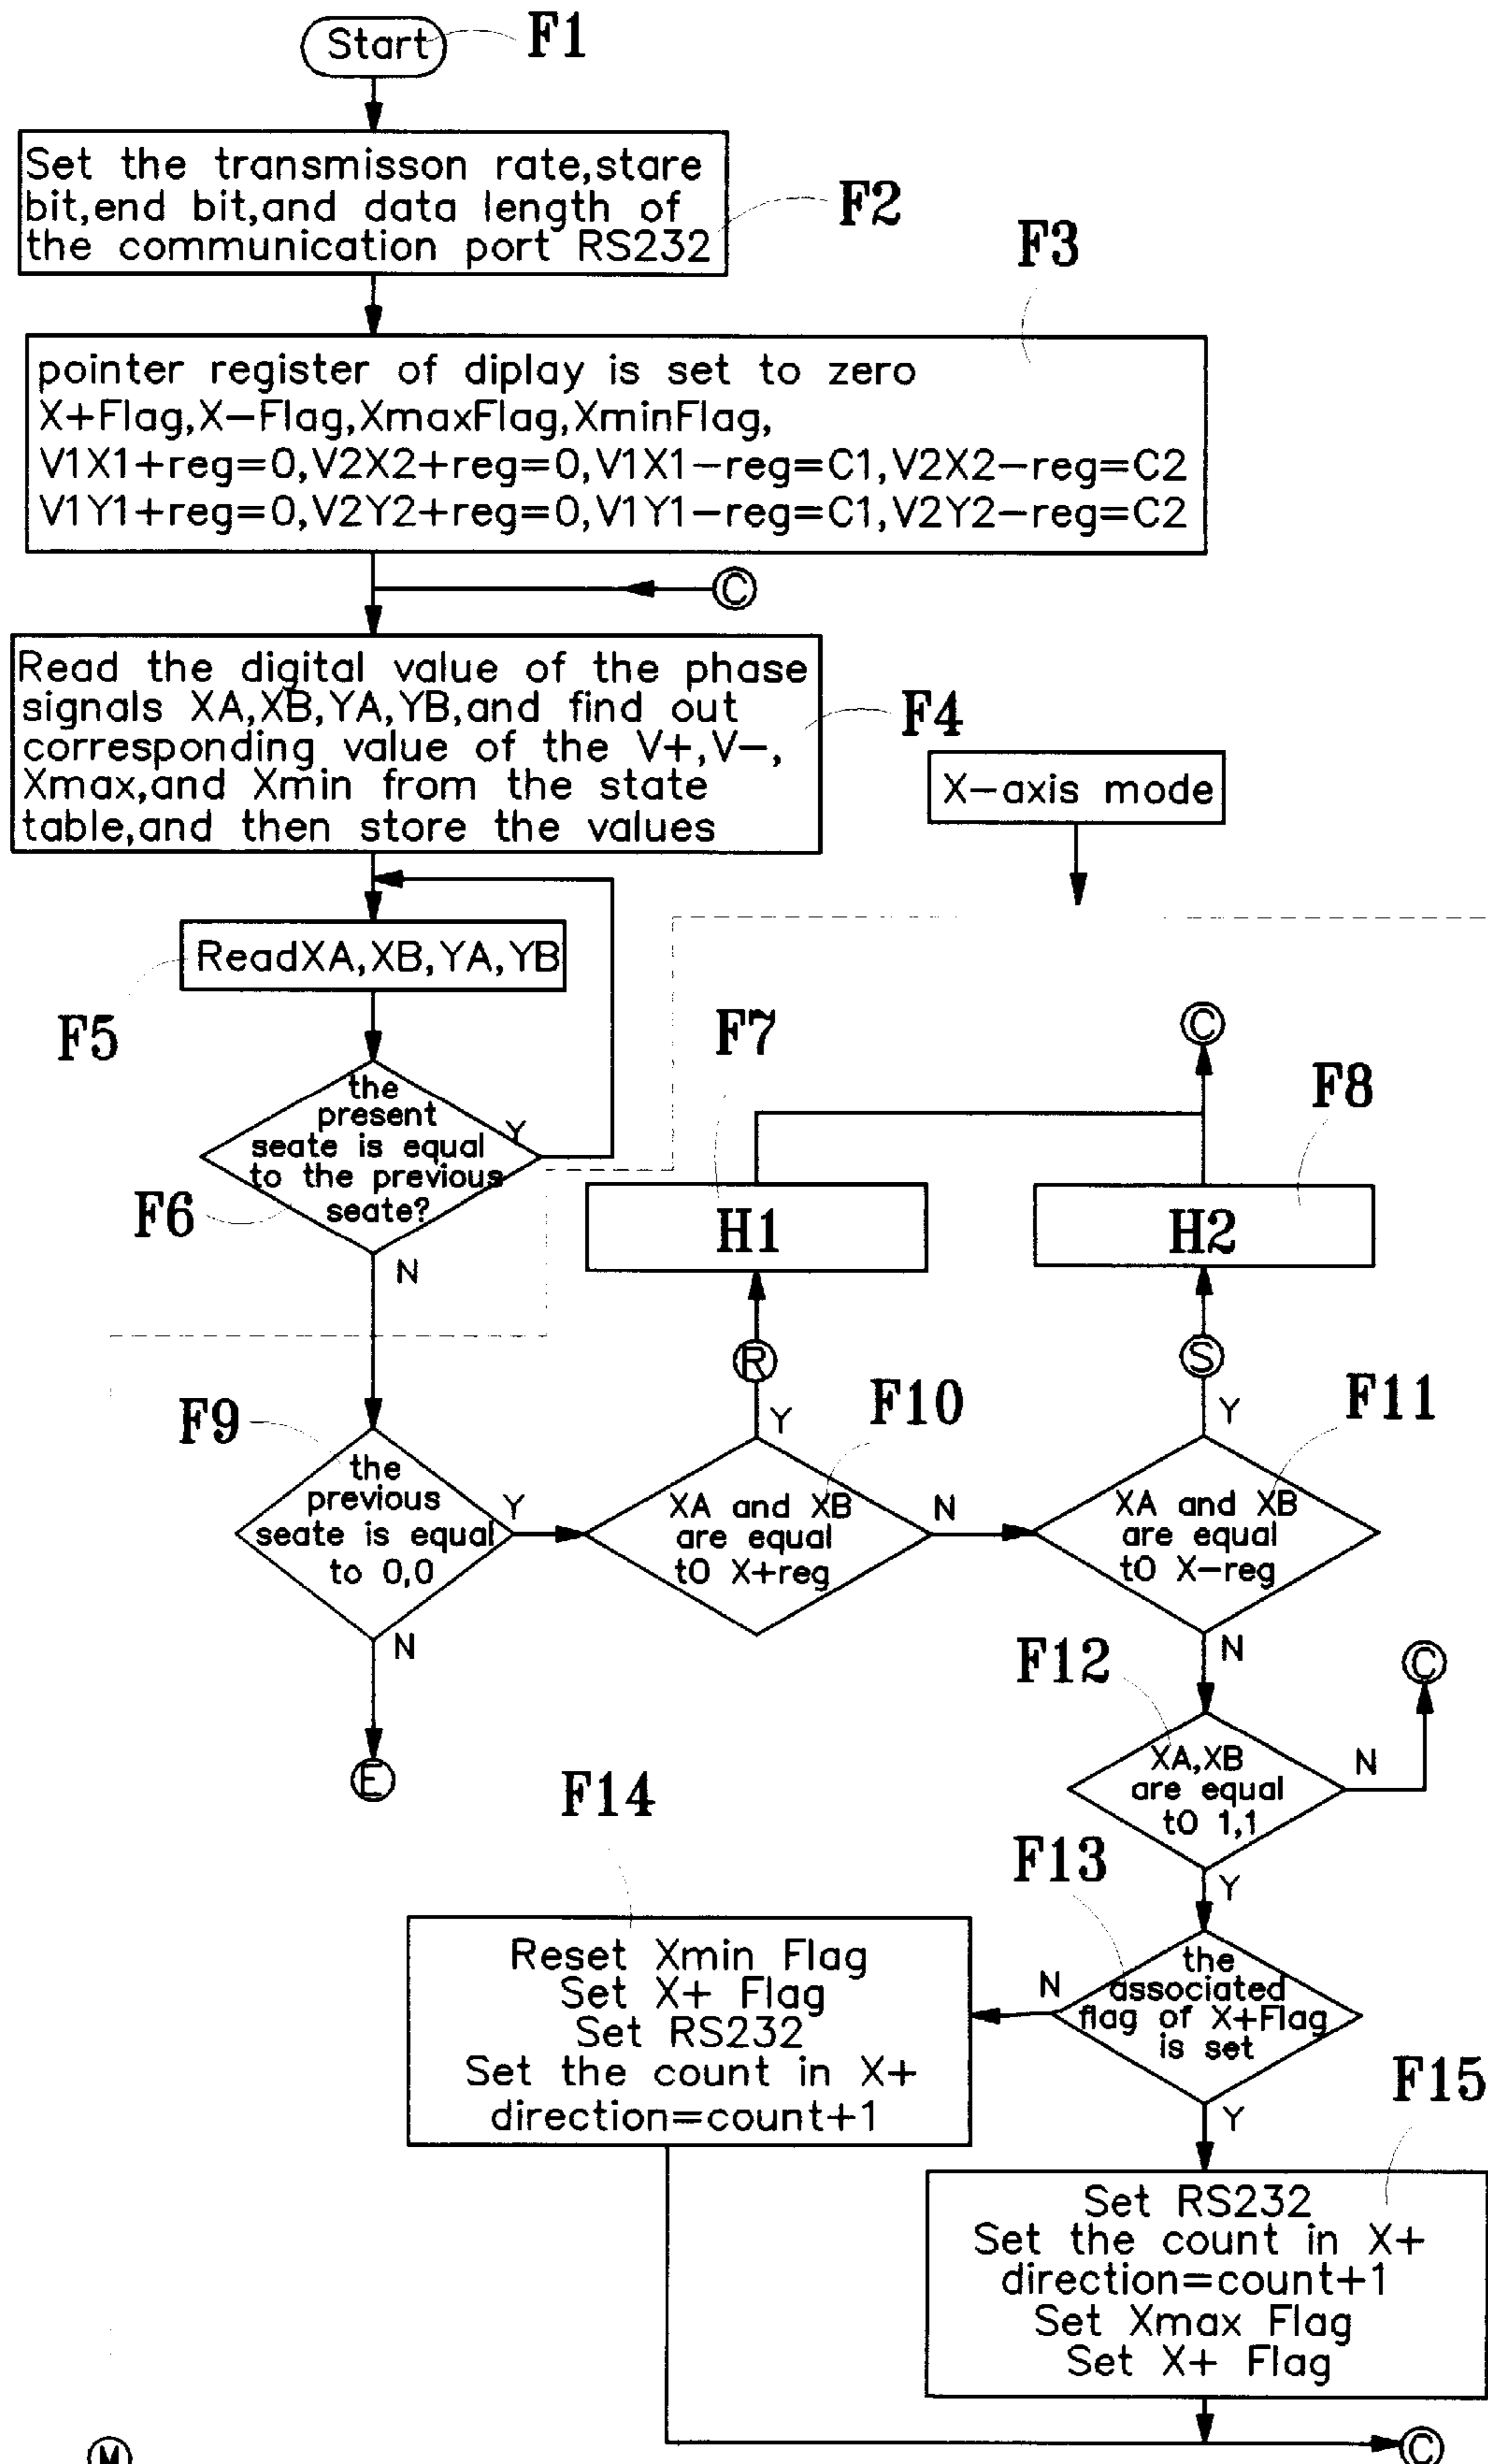 Start
F1
Set the transmisson rate,stare
bit,end bit,and data length of
the communication port RS232
F2
F3
pointer register of diplay is set to zero
X+Flag,X−Flag,XmaxFlag,XminFlag,
V1X1+reg=0,V2X2+reg=0,V1X1−reg=C1,V2X2−reg=C2
V1Y1+reg=0,V2Y2+reg=0,V1Y1−reg=C1,V2Y2−reg=C2
C
Read the digital value of the phase
signals XA,XB,YA,YB,and find out
corresponding value of the V+,V−,
Xmax,and Xmin from the state
table,and then store the values
F4
X−axis mode
ReadXA,XB,YA,YB
F5
the
present
seate is equal
to the previous
seate?
Y
F6
N
F7
C
F8
H1
H2
R
S
Y
Y
F9
the
previous
seate is equal
to 0,0
Y
N
E
F10
XA and XB
are equal
tO X+reg
N
F11
XA and XB
are equal
tO X−reg
N
F12
XA,XB
are equal
tO 1,1
N
C
Y
F13
the
associated
flag of X+Flag
is set
N
Y
F14
Reset Xmin Flag
Set X+ Flag
Set RS232
Set the count in X+
direction=count+1
F15
Set RS232
Set the count in X+
direction=count+1
Set Xmax Flag
Set X+ Flag
C
M